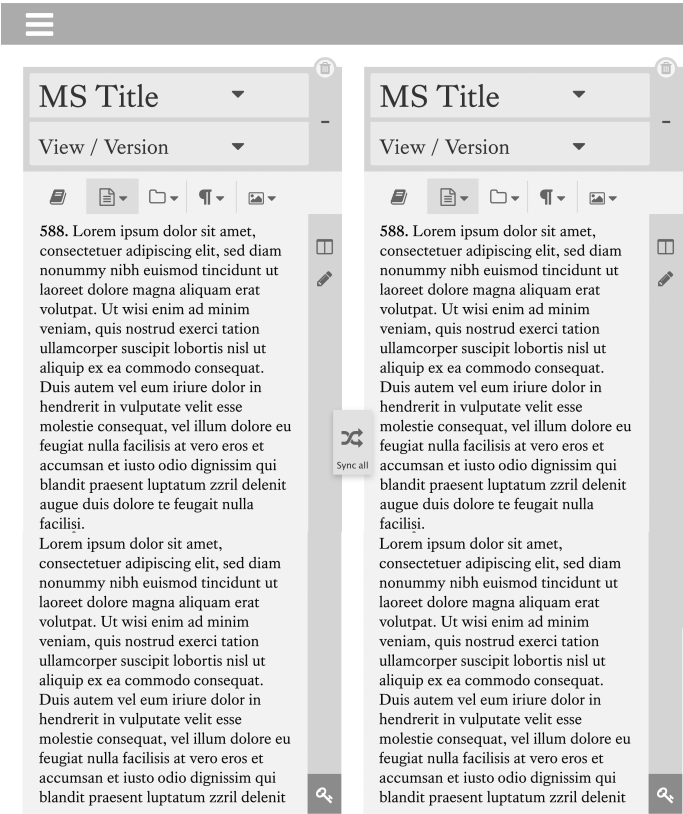 MS Title
View / Version
588. Lorem ipsum dolor sit amet,
consectetuer adipiscing elit, sed diam
nonummy nibh euismod tincidunt ut
laoreet dolore magna aliquam erat
volutpat. Ut wisi enim ad minim
veniam, quis nostrud exerci tation
ullamcorper suscipit lobortis nisl ut
aliquip ex ea commodo consequat.
Duis autem vel eum iriure dolor in
hendrerit in vulputate velit esse
molestie consequat, vel illum dolore eu
feugiat nulla facilisis at vero eros et
accumsan et iusto odio dignissim qui
blandit praesent luptatum zzril delenit
augue duis dolore te feugait nulla
facilisi.
Lorem ipsum dolor sit amet,
consectetuer adipiscing elit, sed diam
nonummy nibh euismod tincidunt ut
laoreet dolore magna aliquam erat
volutpat. Ut wisi enim ad minim
veniam, quis nostrud exerci tation
ullamcorper suscipit lobortis nisl ut
aliquip ex ea commodo consequat.
Duis autem vel eum iriure dolor in
hendrerit in vulputate velit esse
molestie consequat, vel illum dolore eu
feugiat nulla facilisis at vero eros et
accumsan et iusto odio dignissim qui
blandit praesent luptatum zzril delenit
Sync all
MS Title
View / Version
588. Lorem ipsum dolor sit amet,
consectetuer adipiscing elit, sed diam
nonummy nibh euismod tincidunt ut
laoreet dolore magna aliquam erat
volutpat. Ut wisi enim ad minim
veniam, quis nostrud exerci tation
ullamcorper suscipit lobortis nisl ut
aliquip ex ea commodo consequat.
Duis autem vel eum iriure dolor in
hendrerit in vulputate velit esse
molestie consequat, vel illum dolore eu
feugiat nulla facilisis at vero eros et
accumsan et iusto odio dignissim qui
blandit praesent luptatum zzril delenit
augue duis dolore te feugait nulla
facilisi.
Lorem ipsum dolor sit amet,
consectetuer adipiscing elit, sed diam
nonummy nibh euismod tincidunt ut
laoreet dolore magna aliquam erat
volutpat. Ut wisi enim ad minim
veniam, quis nostrud exerci tation
ullamcorper suscipit lobortis nisl ut
aliquip ex ea commodo consequat.
Duis autem vel eum iriure dolor in
hendrerit in vulputate velit esse
molestie consequat, vel illum dolore eu
feugiat nulla facilisis at vero eros et
accumsan et iusto odio dignissim qui
blandit praesent luptatum zzril delenit